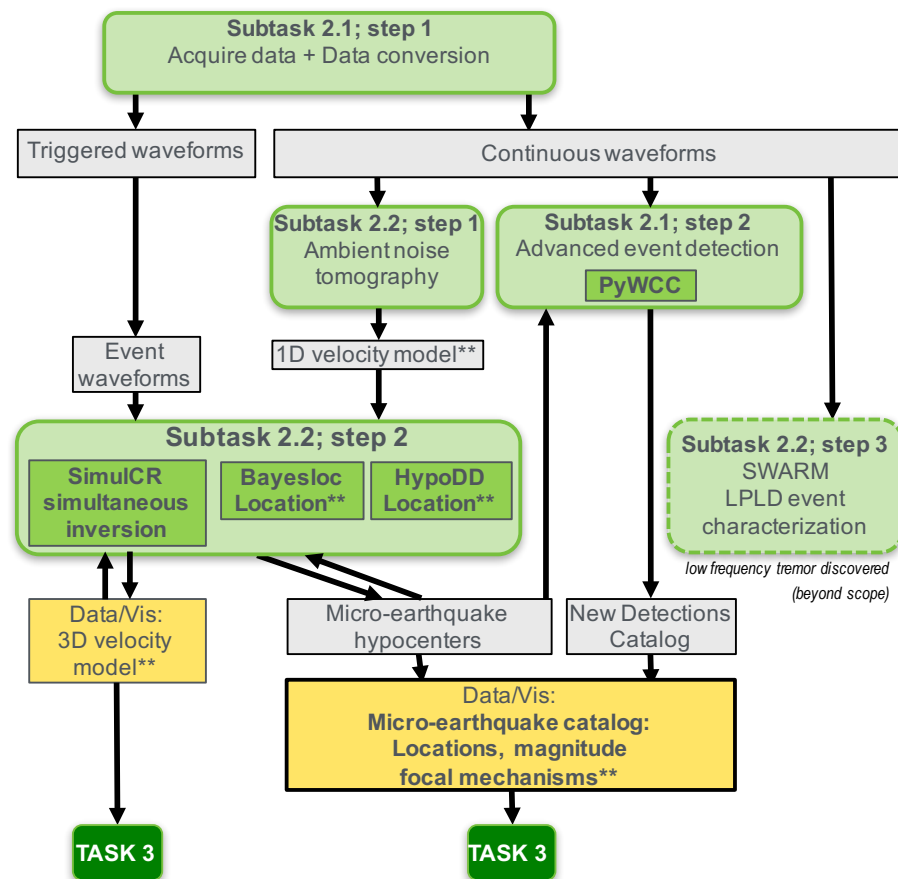 Subtask 2.1; step 1
Acquire data + Data conversion
Triggered waveforms
Continuous waveforms
Subtask 2.2; step 1
Ambient noise
tomography
Subtask 2.1; step 2
Advanced event detection
PyWCC
Event
waveforms
1D velocity model**
Subtask 2.2; step 2
SimulCR
simultaneous
inversion
Bayesloc
Location**
HypoDD
Location**
Subtask 2.2; step 3
SWARM
LPLD event
characterization
low frequency tremor discovered
(beyond scope)
Data/Vis:
3D velocity
model**
Micro-earthquake
hypocenters
New Detections
Catalog
Data/Vis:
Micro-earthquake catalog:
Locations, magnitude
focal mechanisms**
TASK 3
TASK 3